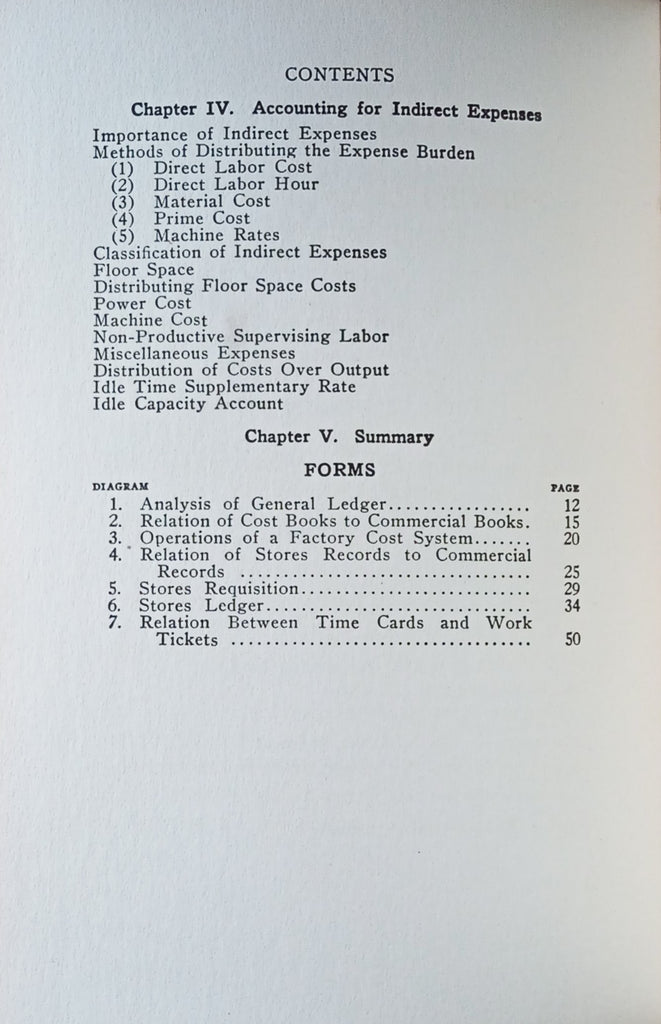 CONTENTS
Chapter IV. Accounting for Indirect Expenses
Importance of Indirect Expenses
Methods of Distributing the Expense Burden
(1) Direct Labor Cost
(2) Direct Labor Hour
(3) Material Cost
(4) Prime Cost
(5) Machine Rates
Classification of Indirect Expenses
Floor Space
Distributing Floor Space Costs
Power Cost
Machine Cost
Non-Productive Supervising Labor
Miscellaneous Expenses
Distribution of Costs Over Output
Idle Time Supplementary Rate
Idle Capacity Account
Chapter V. Summary
FORMS
DIAGRAM PAGE
1. Analysis of General Ledger................. 12
2. Relation of Cost Books to Commercial Books. 15
3. Operations of a Factory Cost System....... 20
4. Relation of Stores Records to Commercial
Records ................................. 25
5. Stores Requisition.......................... 29
6. Stores Ledger............................... 34
7. Relation Between Time Cards and Work
Tickets .................................. 50